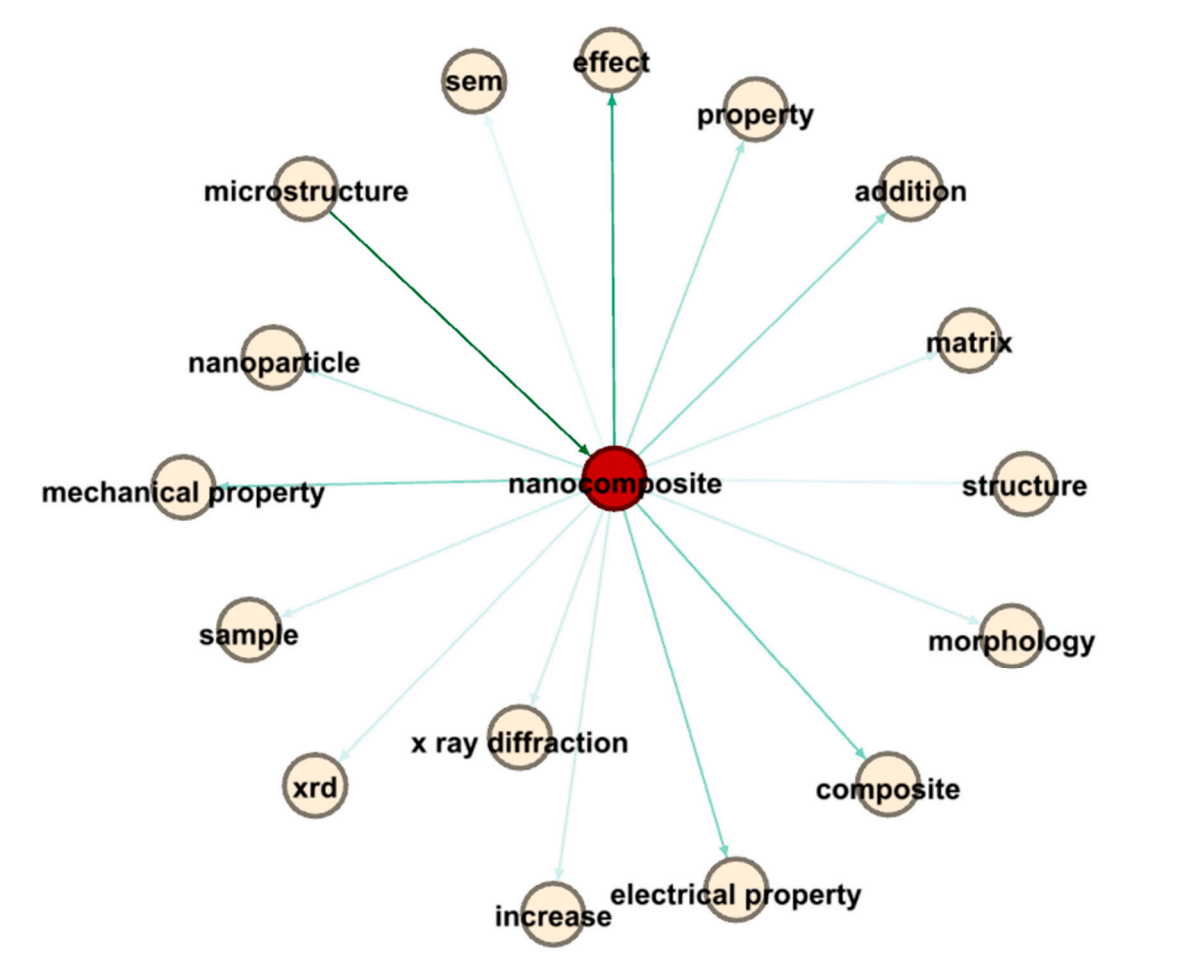 effect
sem
property
microstructure
addition
matrix
nanoparticle
nanocomposite
structure
mechanical property
sample
morphology
x ray diffraction
xrd
composite
electrical property
increase